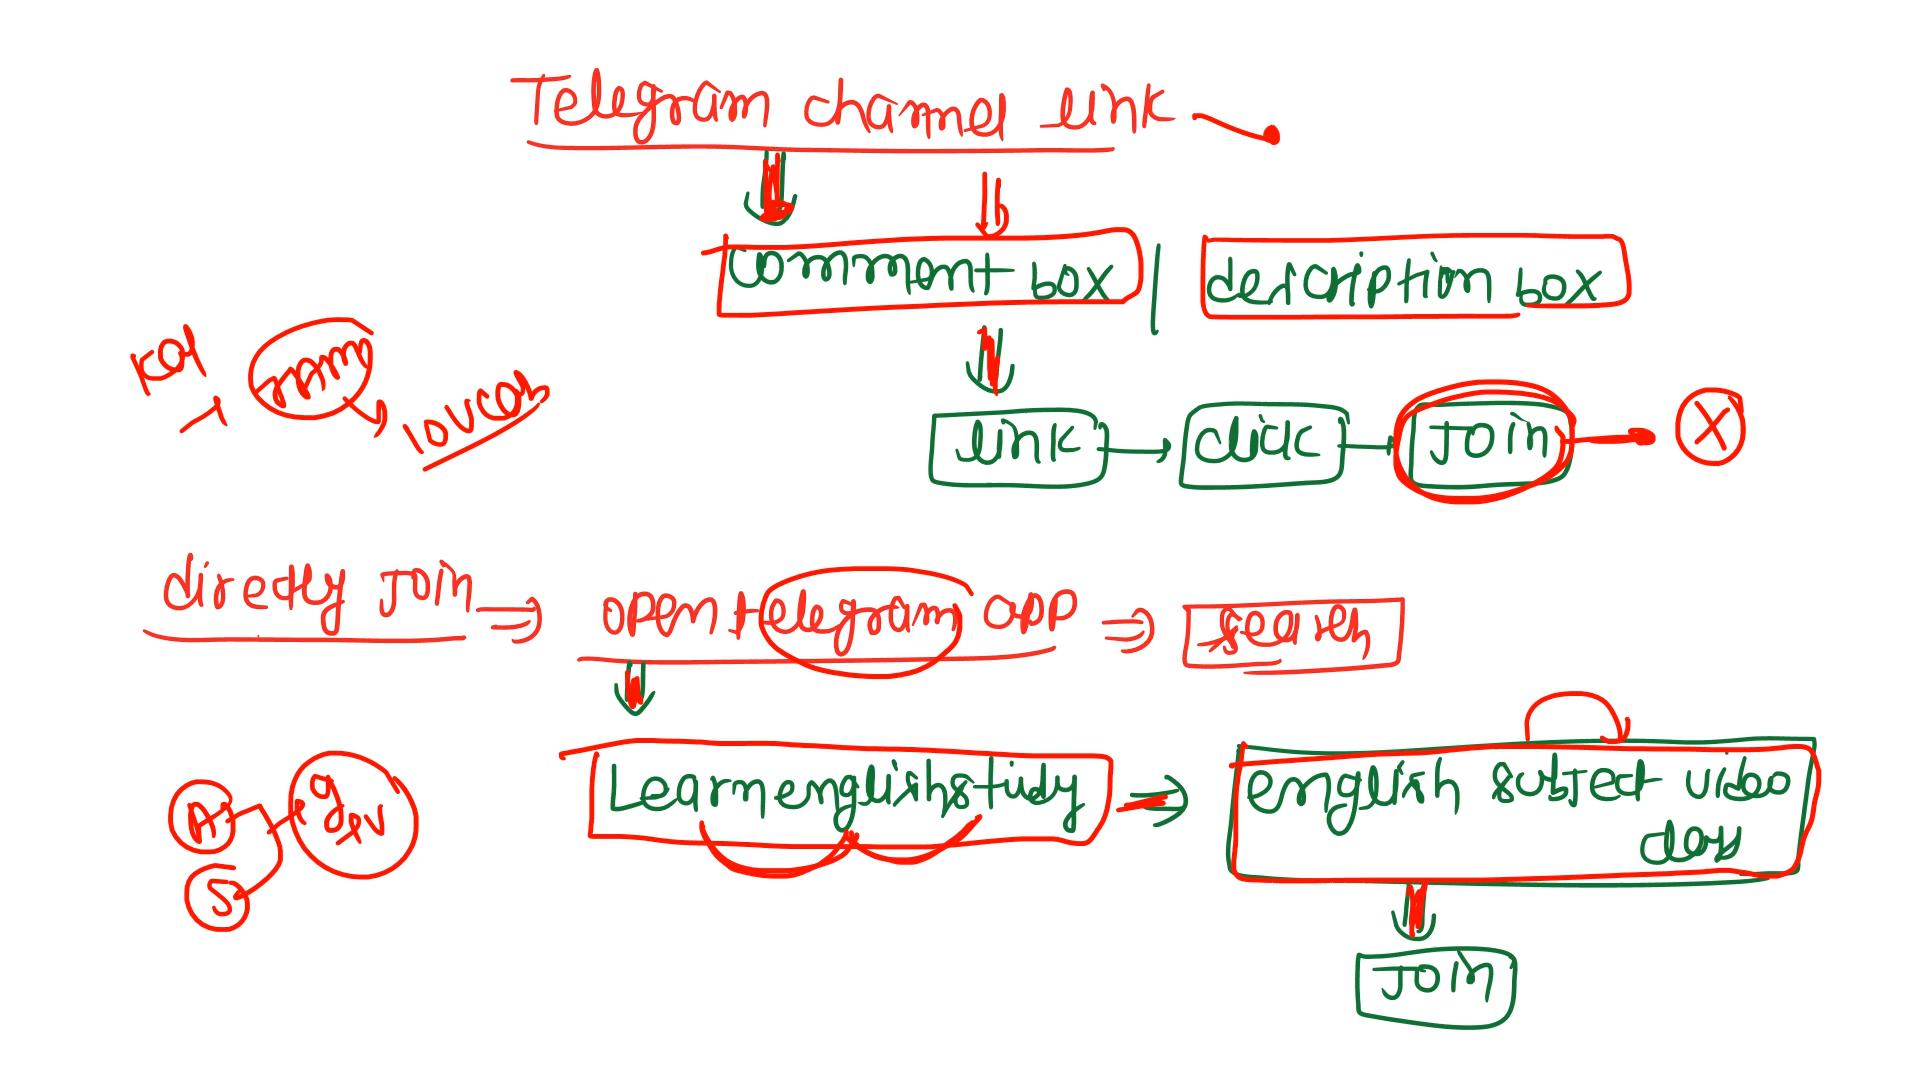 Telegram channel link
comment box | description box
link click JOIN X
directly JOIN ⇒ open telegram app ⇒ search
Learnenglishstudy ⇒ english subject video
JOIN
A
S